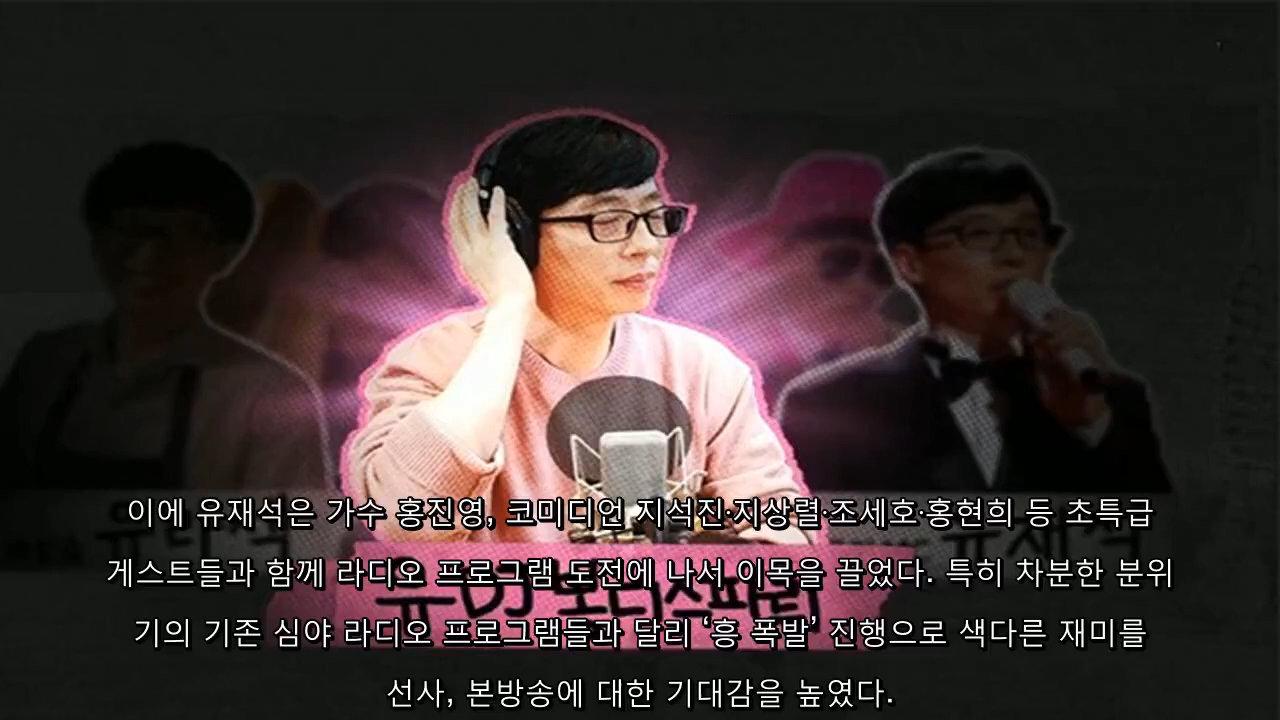 이에 유재석은 가수 홍진영, 코미디언 지석진·지상렬·조세호·홍현희 등 초특급
게스트들과 함께 라디오 프로그램 도전에 나서 이목을 끌었다. 특히 차분한 분위
기의 기존 심야 라디오 프로그램들과 달리 ‘흥 폭발’ 진행으로 색다른 재미를
선사, 본방송에 대한 기대감을 높였다.